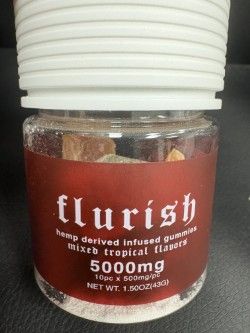 flurish
hemp derived infused gummies
mixed tropical flavors
5000mg
10pc x 500mg/pc
NET WT. 1.50OZ(43G)